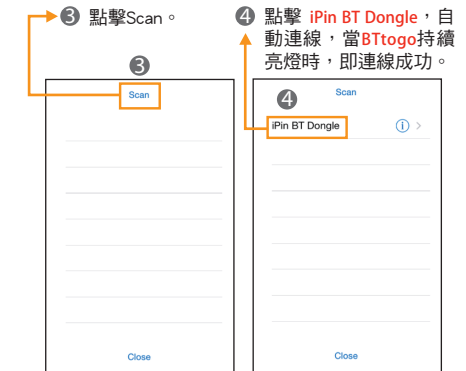 ❸ 點擊Scan。
❸
Scan
Close
❹ 點擊 iPin BT Dongle，自
動連線，當BTtogo持續
亮燈時，即連線成功。
❹
Scan
iPin BT Dongle
Close